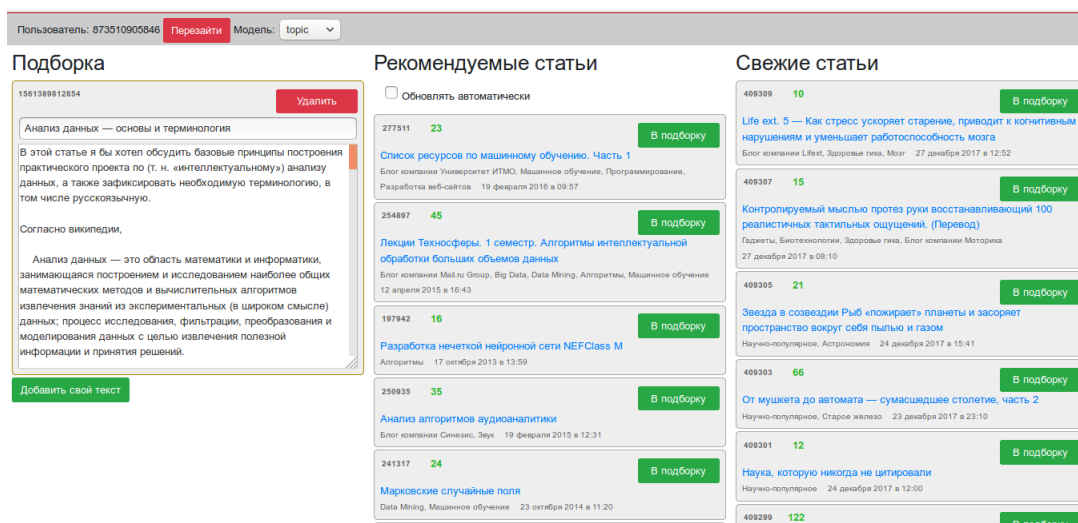 Пользователь: 873510905846 Перезайти Модель: topic
Подборка
1561389812854
Удалить
Анализ данных — основы и терминология
В этой статье я бы хотел обсудить базовые принципы построения
практического проекта по (т. н. «интеллектуальному») анализу
данных, а также зафиксировать необходимую терминологию, в
том числе русскоязычную.
Согласно википедии,
Анализ данных — это область математики и информатики,
занимающаяся построением и исследованием наиболее общих
математических методов и вычислительных алгоритмов
извлечения знаний из экспериментальных (в широком смысле)
данных; процесс исследования, фильтрации, преобразования и
моделирования данных с целью извлечения полезной
информации и принятия решений.
Добавить свой текст
Рекомендуемые статьи
Обновлять автоматически
277511 23
В подборку
Список ресурсов по машинному обучению. Часть 1
Блог компании Университет ИТМО, Машинное обучение, Программирование,
Разработка веб-сайтов 19 февраля 2016 в 09:57
254897 45
В подборку
Лекции Техносферы. 1 семестр. Алгоритмы интеллектуальной
обработки больших объемов данных
Блог компании Mail.ru Group, Big Data, Data Mining, Алгоритмы, Машинное обучение
12 апреля 2015 в 16:43
197942 16
В подборку
Разработка нечеткой нейронной сети NEFClass M
Алгоритмы 17 октября 2013 в 13:59
250935 35
В подборку
Анализ алгоритмов аудиоаналитики
Блог компании Синезис, Звук 19 февраля 2015 в 12:31
241317 24
В подборку
Марковские случайные поля
Data Mining, Машинное обучение 23 октября 2014 в 11:20
Свежие статьи
409309 10
В подборку
Life ext. 5 — Как стресс ускоряет старение, приводит к когнитивным
нарушениям и уменьшает работоспособность мозга
Блог компании Lifext, Здоровье гика, Мозг 27 декабря 2017 в 12:52
409307 15
В подборку
Контролируемый мыслью протез руки восстанавливающий 100
реалистичных тактильных ощущений. (Перевод)
Гаджеты, Биотехнологии, Здоровье гика, Блог компании Моторика
27 декабря 2017 в 08:10
409305 21
В подборку
Звезда в созвездии Рыб «пожирает» планеты и засоряет
пространство вокруг себя пылью и газом
Научно-популярное, Астрономия 24 декабря 2017 в 15:41
409303 66
В подборку
От мушкета до автомата — сумасшедшее столетие, часть 2
Научно-популярное, Старое железо 23 декабря 2017 в 23:10
409301 12
В подборку
Наука, которую никогда не цитировали
Научно-популярное 24 декабря 2017 в 12:00
409299 122
В подборку